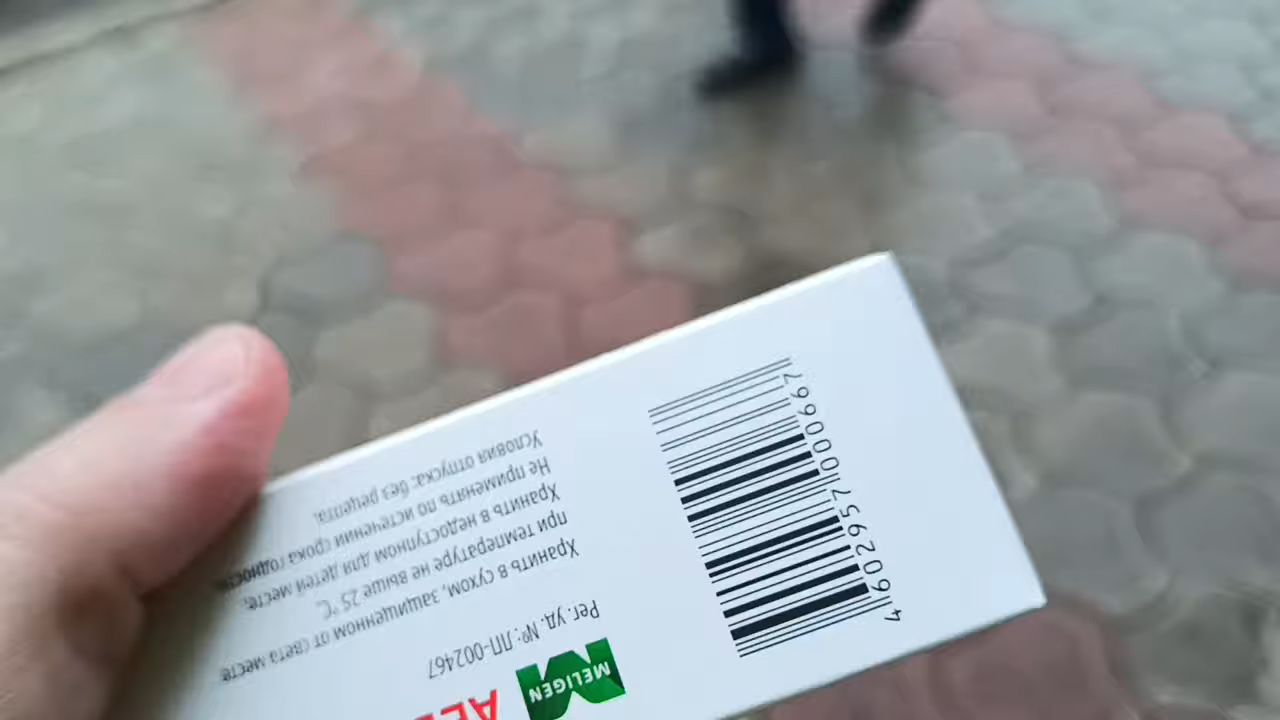 MELIGEN
Рег. уд. №: ЛП-002467
Хранить в сухом, защищенном от света месте
при температуре не выше 25 °С.
Хранить в недоступном для детей месте.
Не применять по истечении срока годности.
Условия отпуска: без рецепта.
4 602957 000667